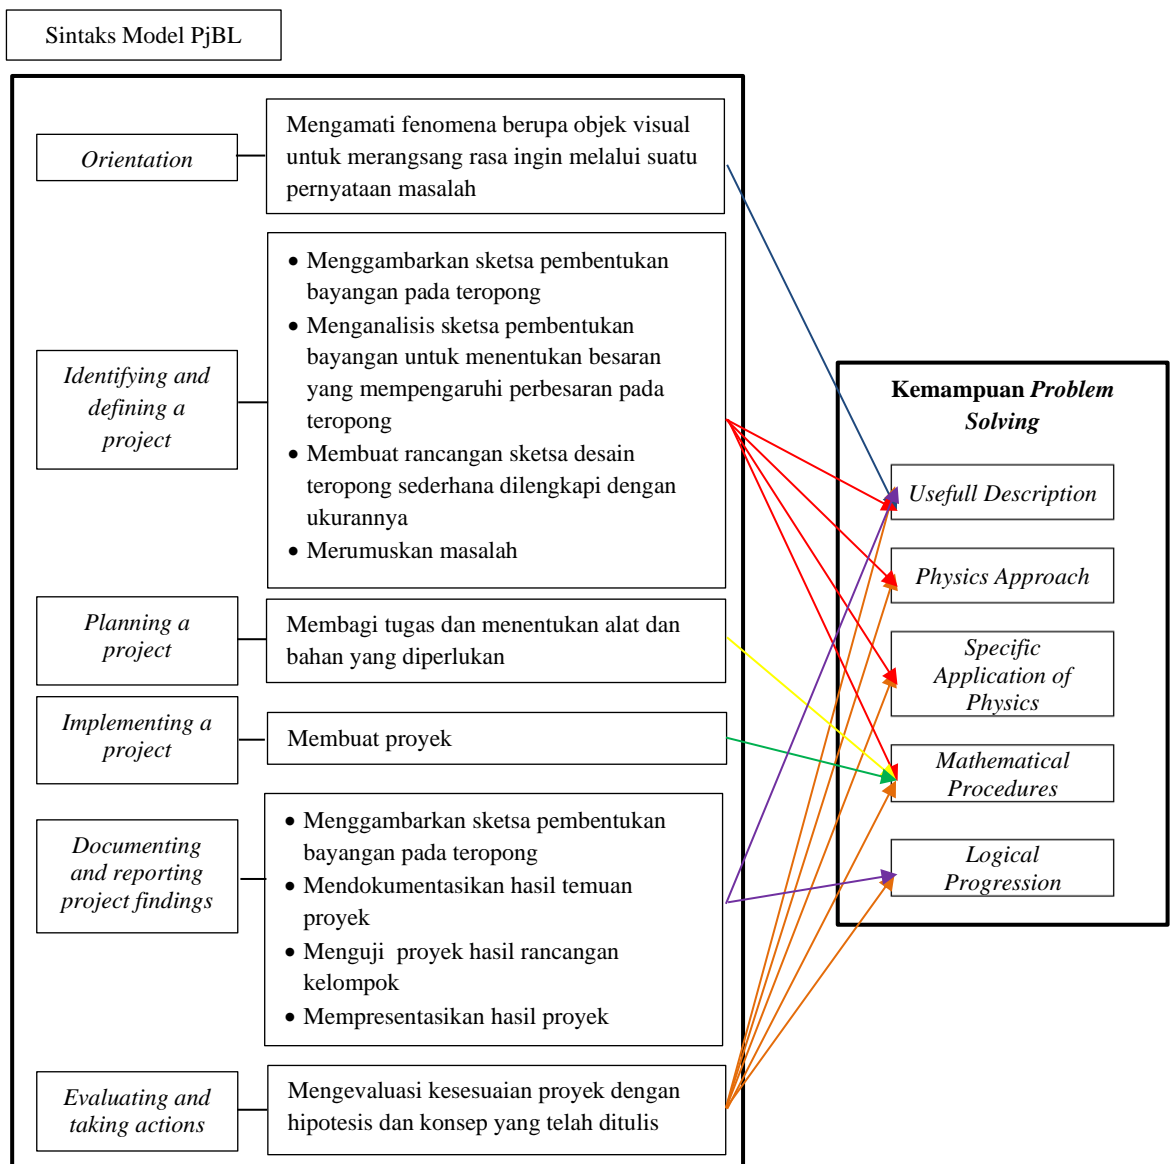 Sintaks Model PjBL
Orientation
Mengamati fenomena berupa objek visual
untuk merangsang rasa ingin melalui suatu
pernyataan masalah
Identifying and
defining a
project
• Menggambarkan sketsa pembentukan
bayangan pada teropong
• Menganalisis sketsa pembentukan
bayangan untuk menentukan besaran
yang mempengaruhi perbesaran pada
teropong
• Membuat rancangan sketsa desain
teropong sederhana dilengkapi dengan
ukurannya
• Merumuskan masalah
Planning a
project
Membagi tugas dan menentukan alat dan
bahan yang diperlukan
Implementing a
project
Membuat proyek
Documenting
and reporting
project findings
• Menggambarkan sketsa pembentukan
bayangan pada teropong
• Mendokumentasikan hasil temuan
proyek
• Menguji proyek hasil rancangan
kelompok
• Mempresentasikan hasil proyek
Evaluating and
taking actions
Mengevaluasi kesesuaian proyek dengan
hipotesis dan konsep yang telah ditulis
Kemampuan Problem
Solving
Usefull Description
Physics Approach
Specific
Application of
Physics
Mathematical
Procedures
Logical
Progression